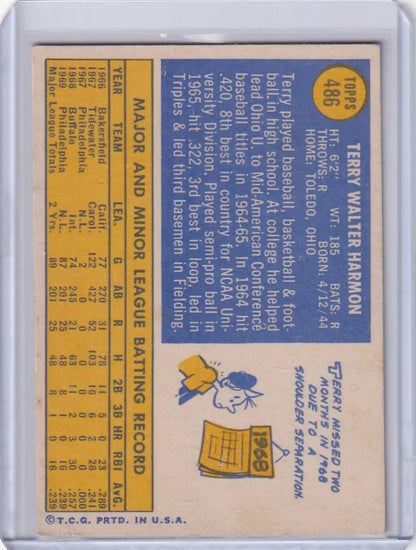 TOPPS
486
TERRY WALTER HARMON
HT: 6'2" WT: 185 BATS: R
THROWS: R BORN: 4/12/44
HOME: TOLEDO, OHIO
Terry played baseball, basketball & foot-
ball in high school. At college he helped
lead Ohio U. to Mid-American Conference
baseball titles in 1964-65. In 1964 hit
.420, 8th best in country for NCAA Uni-
versity Division. Played semi-pro ball in
1965, hit .322, 3rd best in loop, led in
Triples & led third basemen in Fielding.
TERRY MISSED TWO
MONTHS IN 1968
DUE TO A
SHOULDER SEPARATION.
1968
MAJOR AND MINOR LEAGUE BATTING RECORD
YEAR TEAM LEA. G AB R H 2B 3B HR RBI AVG.
1966 Bakersfield Calif. 77 270 31 78 11 5 0 23 .289
1967 Tidewater Carol. 122 427 52 103 14 5 2 28 .241
1967 Philadelphia N.L. 2 0 0 0 0 0 0 0 .000
1968 Buffalo Int. 74 245 28 65 6 3 2 22 .265
1969 Philadelphia N.L. 87 201 25 48 8 1 0 16 .239
Major League Totals 2 Yrs. 89 201 25 48 8 1 0 16 .239
© T.C.G. PRTD. IN U.S.A.